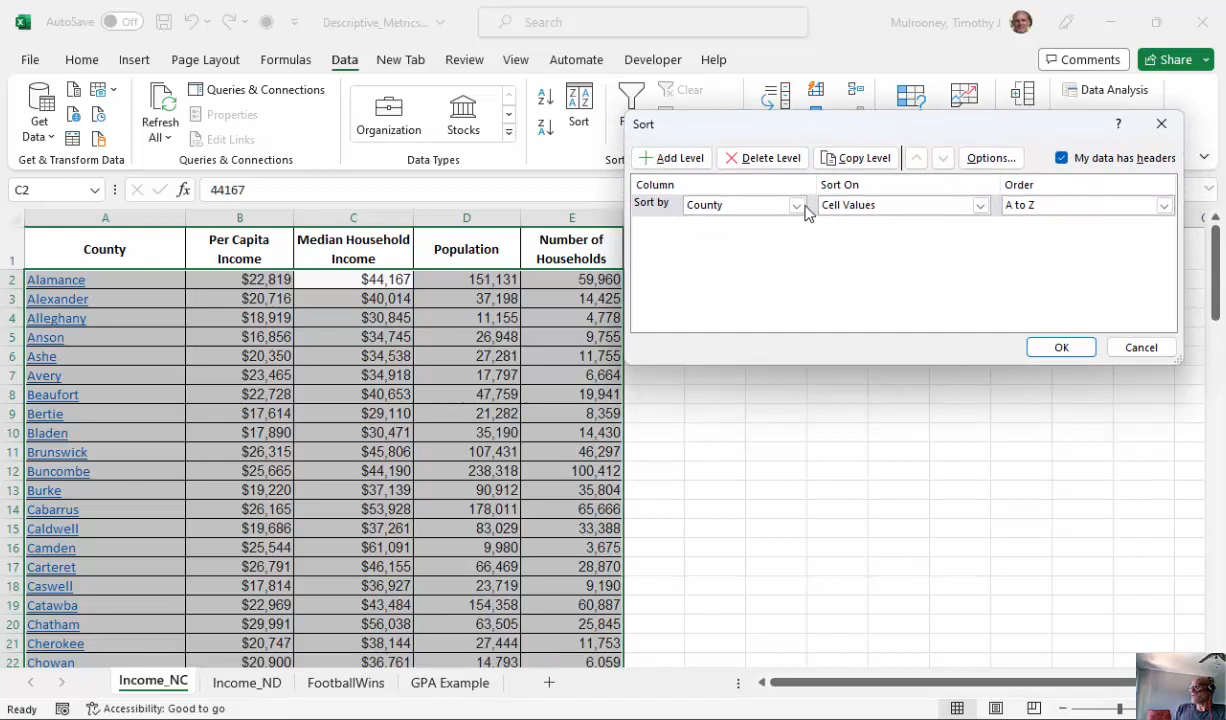 AutoSave Off Descriptive_Metrics... Search Mulrooney, Timothy J
File Home Insert Draw Page Layout Formulas Data New Tab Review View Automate Developer Help Comments Share
Get Data
Queries & Connections
Properties
Edit Links
Refresh All
Organization Stocks
Sort
Clear
Data Analysis
Get & Transform Data Queries & Connections Data Types
Sort ?
Add Level Delete Level Copy Level Options... My data has headers
Column Sort On Order
Sort by County Cell Values A to Z
OK Cancel
C2 fx 44167
A B C D E
1 County Per Capita Income Median Household Income Population Number of Households
2 Alamance $22,819 $44,167 151,131 59,960
3 Alexander $20,716 $40,014 37,198 14,425
4 Alleghany $18,919 $30,845 11,155 4,778
5 Anson $16,856 $34,745 26,948 9,755
6 Ashe $20,350 $34,538 27,281 11,755
7 Avery $23,465 $34,918 17,797 6,664
8 Beaufort $22,728 $40,653 47,759 19,941
9 Bertie $17,614 $29,110 21,282 8,359
10 Bladen $17,890 $30,471 35,190 14,430
11 Brunswick $26,315 $45,806 107,431 46,297
12 Buncombe $25,665 $44,190 238,318 100,412
13 Burke $19,220 $37,139 90,912 35,804
14 Cabarrus $26,165 $53,928 178,011 65,666
15 Caldwell $19,686 $37,261 83,029 33,388
16 Camden $25,544 $61,091 9,980 3,675
17 Carteret $26,791 $46,155 66,469 28,870
18 Caswell $17,814 $36,927 23,719 9,190
19 Catawba $22,969 $43,484 154,358 60,887
20 Chatham $29,991 $56,038 63,505 25,845
21 Cherokee $20,747 $38,144 27,444 11,753
22 Chowan $20,900 $36,761 14,793 6,059
Income_NC Income_ND FootballWins GPA Example
Ready Accessibility: Good to go